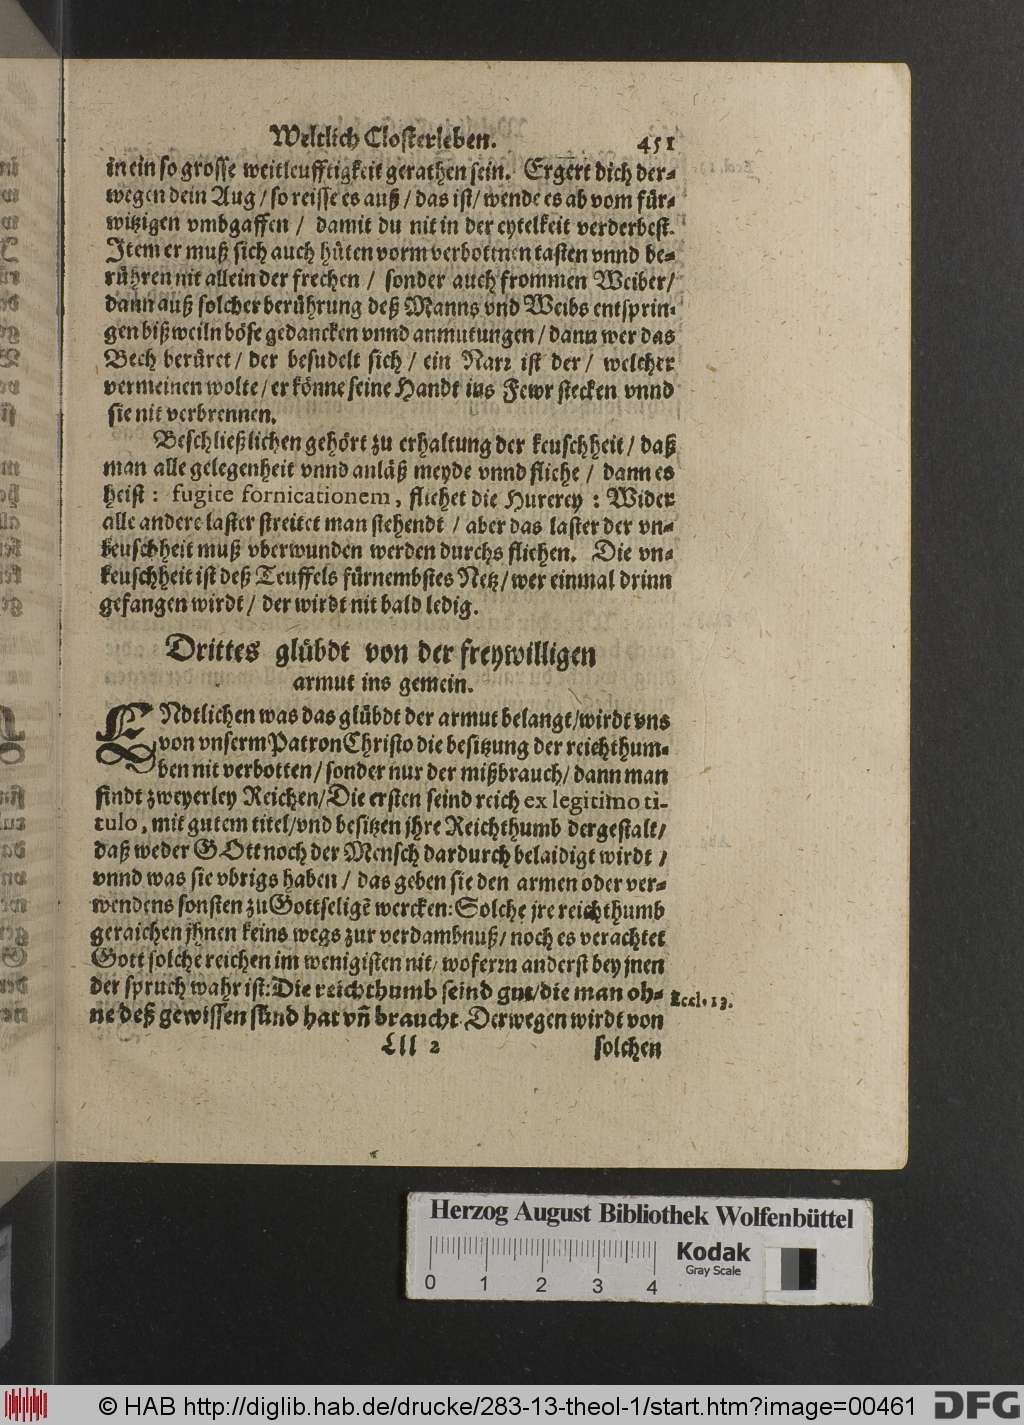 Weltlich Closterleben. 451
in ein so grosse weitleufftigkeit gerathen sein. Ergert dich der-
wegen dein Aug / so reisse es auß / das ist / wende es ab vom für-
witzigen vmbgaffen / damit du nit in der eytelkeit verderbest.
Item er muß sich auch hüten vorm verbottnen tasten vnnd be-
rühren nit allein der frechen / sonder auch frommen Weiber /
dann auß solcher berührung deß Manns vnd Weibs entsprin-
gen bißweiln böse gedancken vnnd anmutungen / dann wer das
Bech berüret / der besudelt sich / ein Narr ist der / welcher
vermeinen wolte / er könne seine Handt ins Fewr stecken vnnd
sie nit verbrennen.
Beschließlichen gehört zu erhaltung der keuschheit / daß
man alle gelegenheit vnnd anläß meyde vnnd fliehe / dann es
heist : fugite fornicationem, fliehet die Hurerey : Wider
alle andere laster streitet man stehendt / aber das laster der vn-
keuschheit muß vberwunden werden durchs fliehen. Die vn-
keuschheit ist deß Teuffels fürnembstes Netz / wer einmal drinn
gefangen wirdt / der wirdt nit bald ledig.
Drittes glübdt von der freywilligen
armut ins gemein.
ENdtlichen was das glübdt der armut belangt / wirdt vns
von vnserm Patron Christo die besitzung der reichthum-
ben nit verbotten / sonder nur der mißbrauch / dann man
findt zweyerley Reichen / Die ersten seind reich ex legitimo ti-
tulo, mit gutem titel / vnd besitzen jhre Reichthumb dergestalt /
daß weder GOtt noch der Mensch dardurch belaidigt wirdt /
vnnd was sie vbrigs haben / das geben sie den armen oder ver-
wendens sonsten zu Gottseligē wercken: Solche jre reichthumb
geraichen jhnen keins wegs zur verdambnuß / noch es verachtet
Gott solche reichen im wenigisten nit / wofern anderst bey jnen
der spruch wahr ist: Die reichthumb seind gut / die man oh- Eccl. 13.
ne deß gewissen sünd hat vñ braucht. Derwegen wirdt von
Lll 2 solchen
Herzog August Bibliothek Wolfenbüttel
0 1 2 3 4
Kodak
Gray Scale
© HAB http://diglib.hab.de/drucke/283-13-theol-1/start.htm?image=00461
DFG